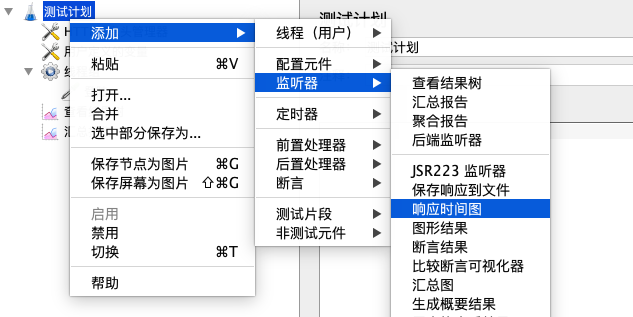 测试计划
添加
粘贴 ⌘V
打开...
合并
选中部分保存为...
保存节点为图片 ⌘G
保存屏幕为图片 ⇧⌘G
启用
禁用
切换 ⌘T
帮助
线程（用户）
配置元件
监听器
定时器
前置处理器
后置处理器
断言
测试片段
非测试元件
查看结果树
汇总报告
聚合报告
后端监听器
JSR223 监听器
保存响应到文件
响应时间图
图形结果
断言结果
比较断言可视化器
汇总图
生成概要结果
测试计划
计划